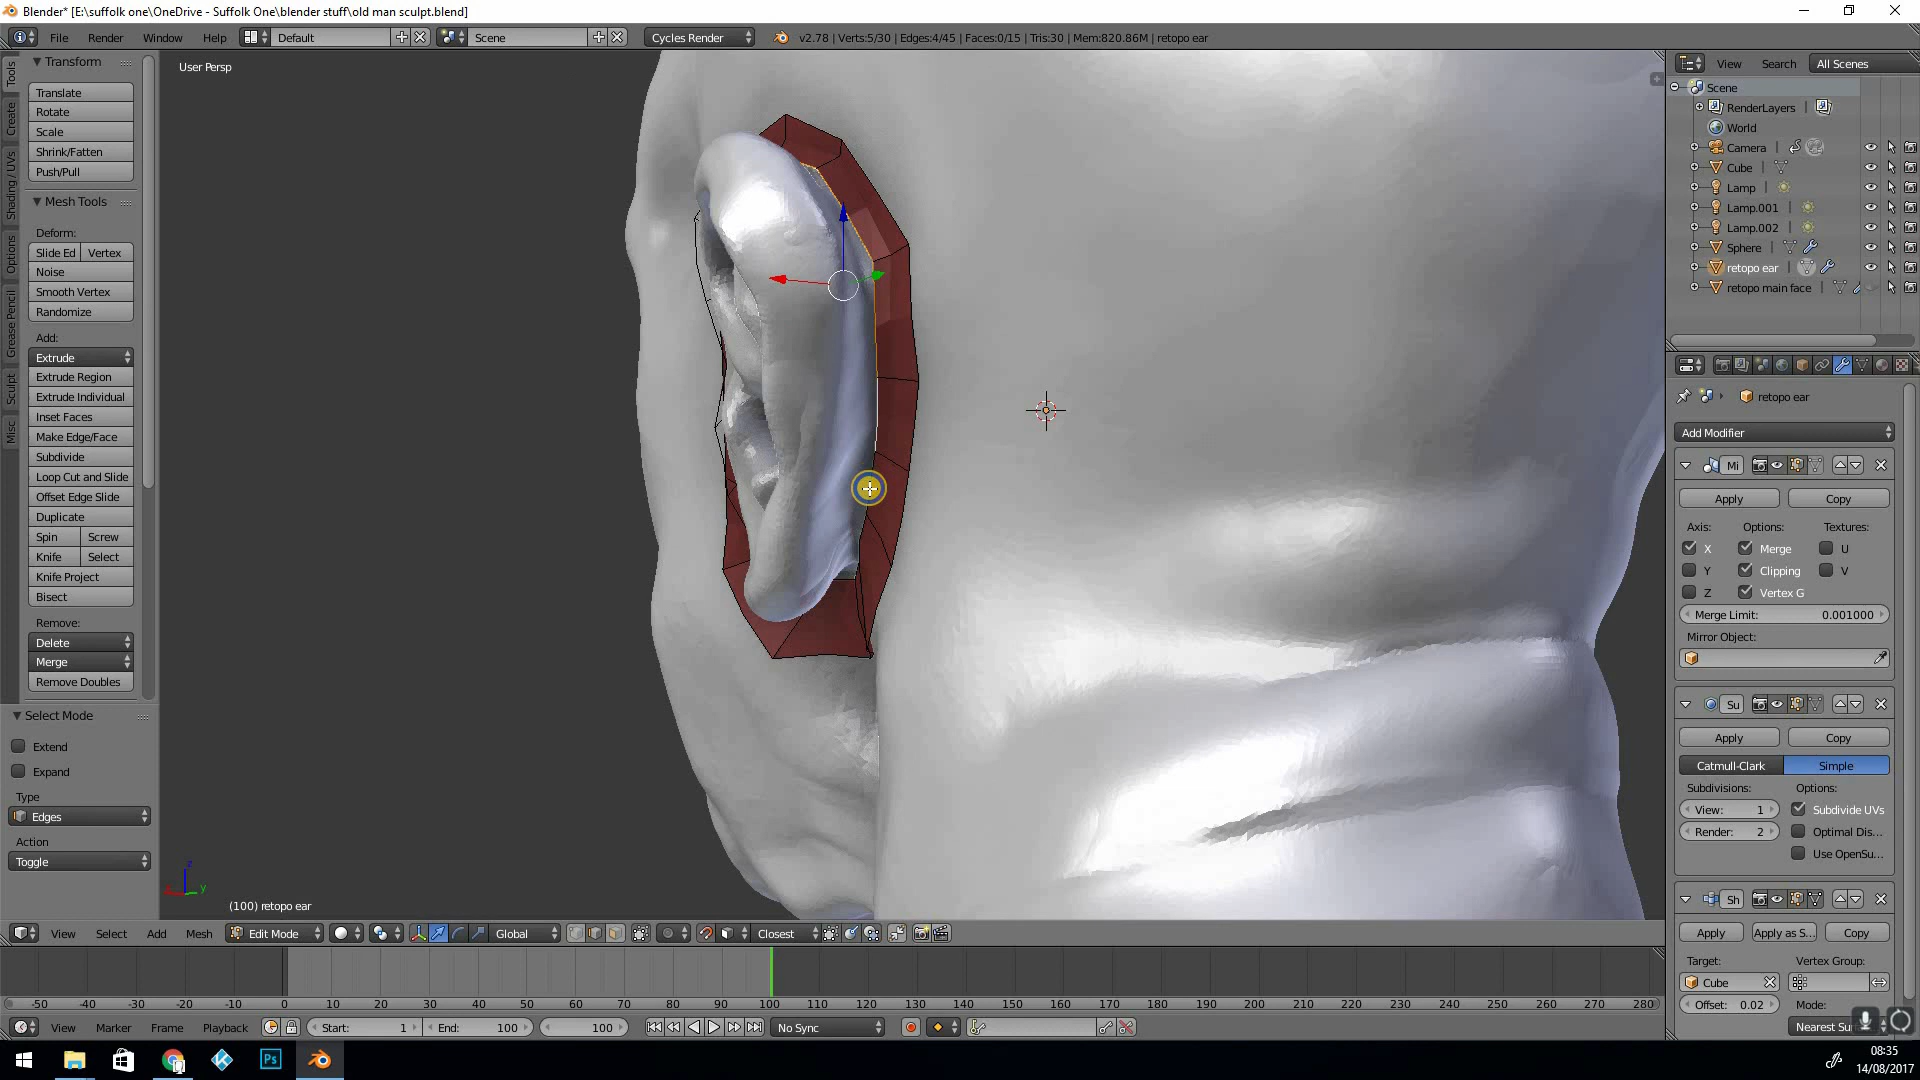 Blender* [E:\suffolk one\OneDrive - Suffolk One\blender stuff\old man sculpt.blend]
File Render Window Help Default Scene Cycles Render v2.78 | Verts:5/30 | Edges:4/45 | Faces:0/15 | Tris:30 | Mem:820.86M | retopo ear
Tools
Create
Shading / UVs
Options
Grease Pencil
Sculpt
Misc
Transform
Translate
Rotate
Scale
Shrink/Fatten
Push/Pull
Mesh Tools
Deform:
Slide Ed Vertex
Noise
Smooth Vertex
Randomize
Add:
Extrude
Extrude Region
Extrude Individual
Inset Faces
Make Edge/Face
Subdivide
Loop Cut and Slide
Offset Edge Slide
Duplicate
Spin Screw
Knife Select
Knife Project
Bisect
Remove:
Delete
Merge
Remove Doubles
Select Mode
Extend
Expand
Type
Edges
Action
Toggle
User Persp
z
y
(100) retopo ear
View Select Add Mesh Edit Mode Global Closest
-50 -40 -30 -20 -10 0 10 20 30 40 50 60 70 80 90 100 110 120 130 140 150 160 170 180 190 200 210 220 230 240 250 260 270 280
View Marker Frame Playback Start: 1 End: 100 100 No Sync
View Search All Scenes
Scene
RenderLayers
World
Camera
Cube
Lamp
Lamp.001
Lamp.002
Sphere
retopo ear
retopo main face
retopo ear
Add Modifier
Mi
Apply Copy
Axis: Options: Textures:
X Merge U
Y Clipping V
Z Vertex G
Merge Limit: 0.001000
Mirror Object:
Su
Apply Copy
Catmull-Clark Simple
Subdivisions: Options:
View: 1 Subdivide UVs
Render: 2 Optimal Dis...
Use OpenSu...
Sh
Apply Apply as S... Copy
Target: Vertex Group:
Cube
Offset: 0.02 Mode:
Nearest Su
Ps
08:35
14/08/2017